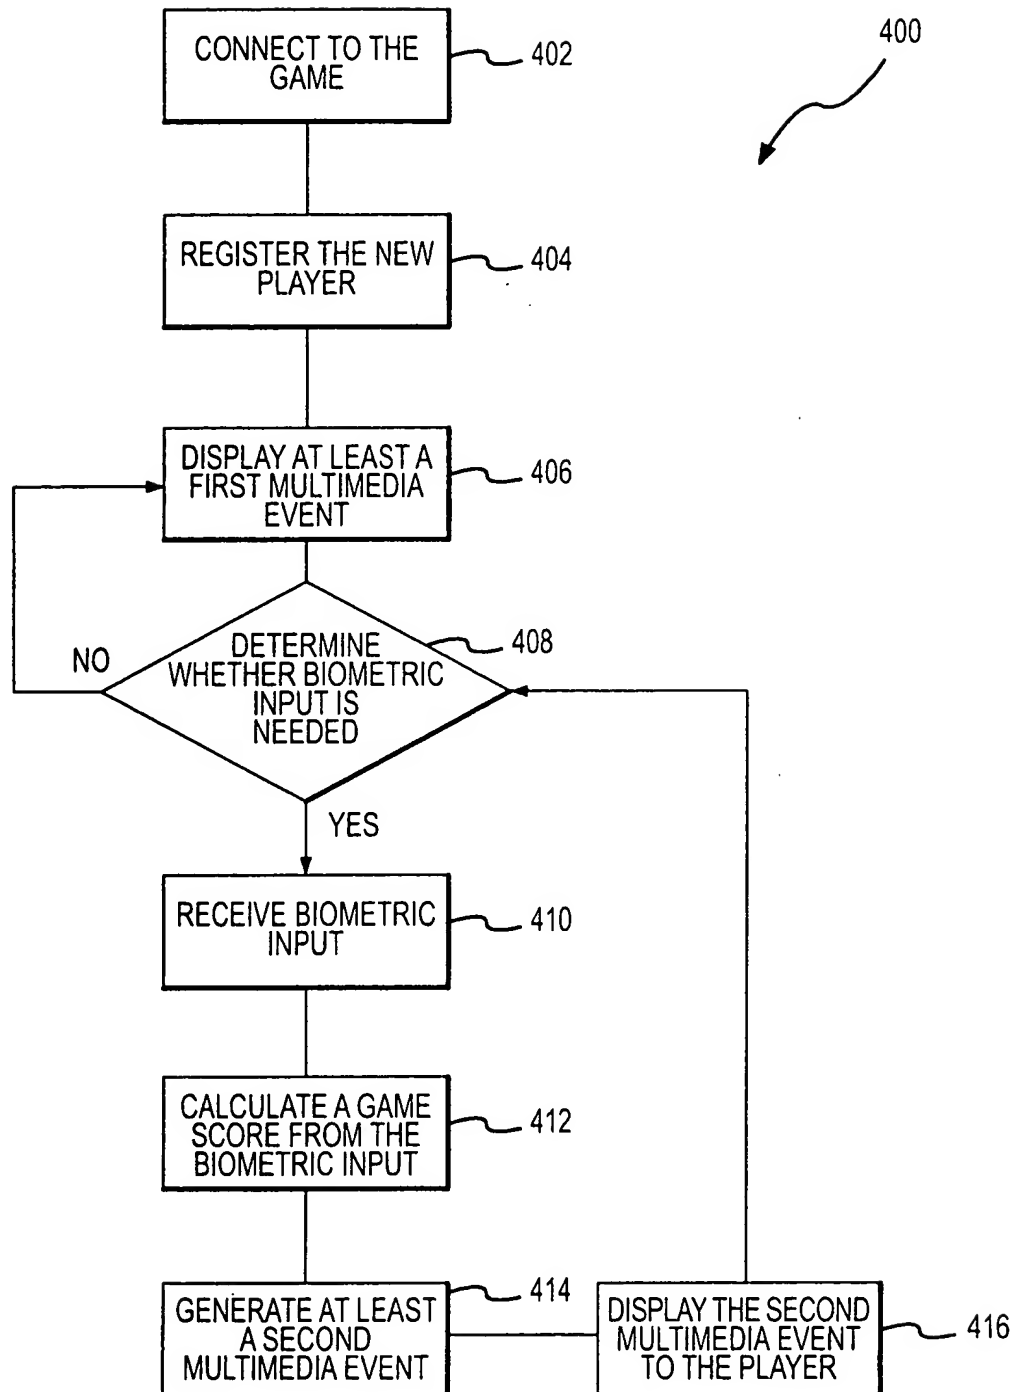 CONNECT TO THE
GAME
402
400
REGISTER THE NEW
PLAYER
404
DISPLAY AT LEAST A
FIRST MULTIMEDIA
EVENT
406
DETERMINE
WHETHER BIOMETRIC
INPUT IS
NEEDED
408
NO
YES
RECEIVE BIOMETRIC
INPUT
410
CALCULATE A GAME
SCORE FROM THE
BIOMETRIC INPUT
412
GENERATE AT LEAST
A SECOND
MULTIMEDIA EVENT
414
DISPLAY THE SECOND
MULTIMEDIA EVENT
TO THE PLAYER
416